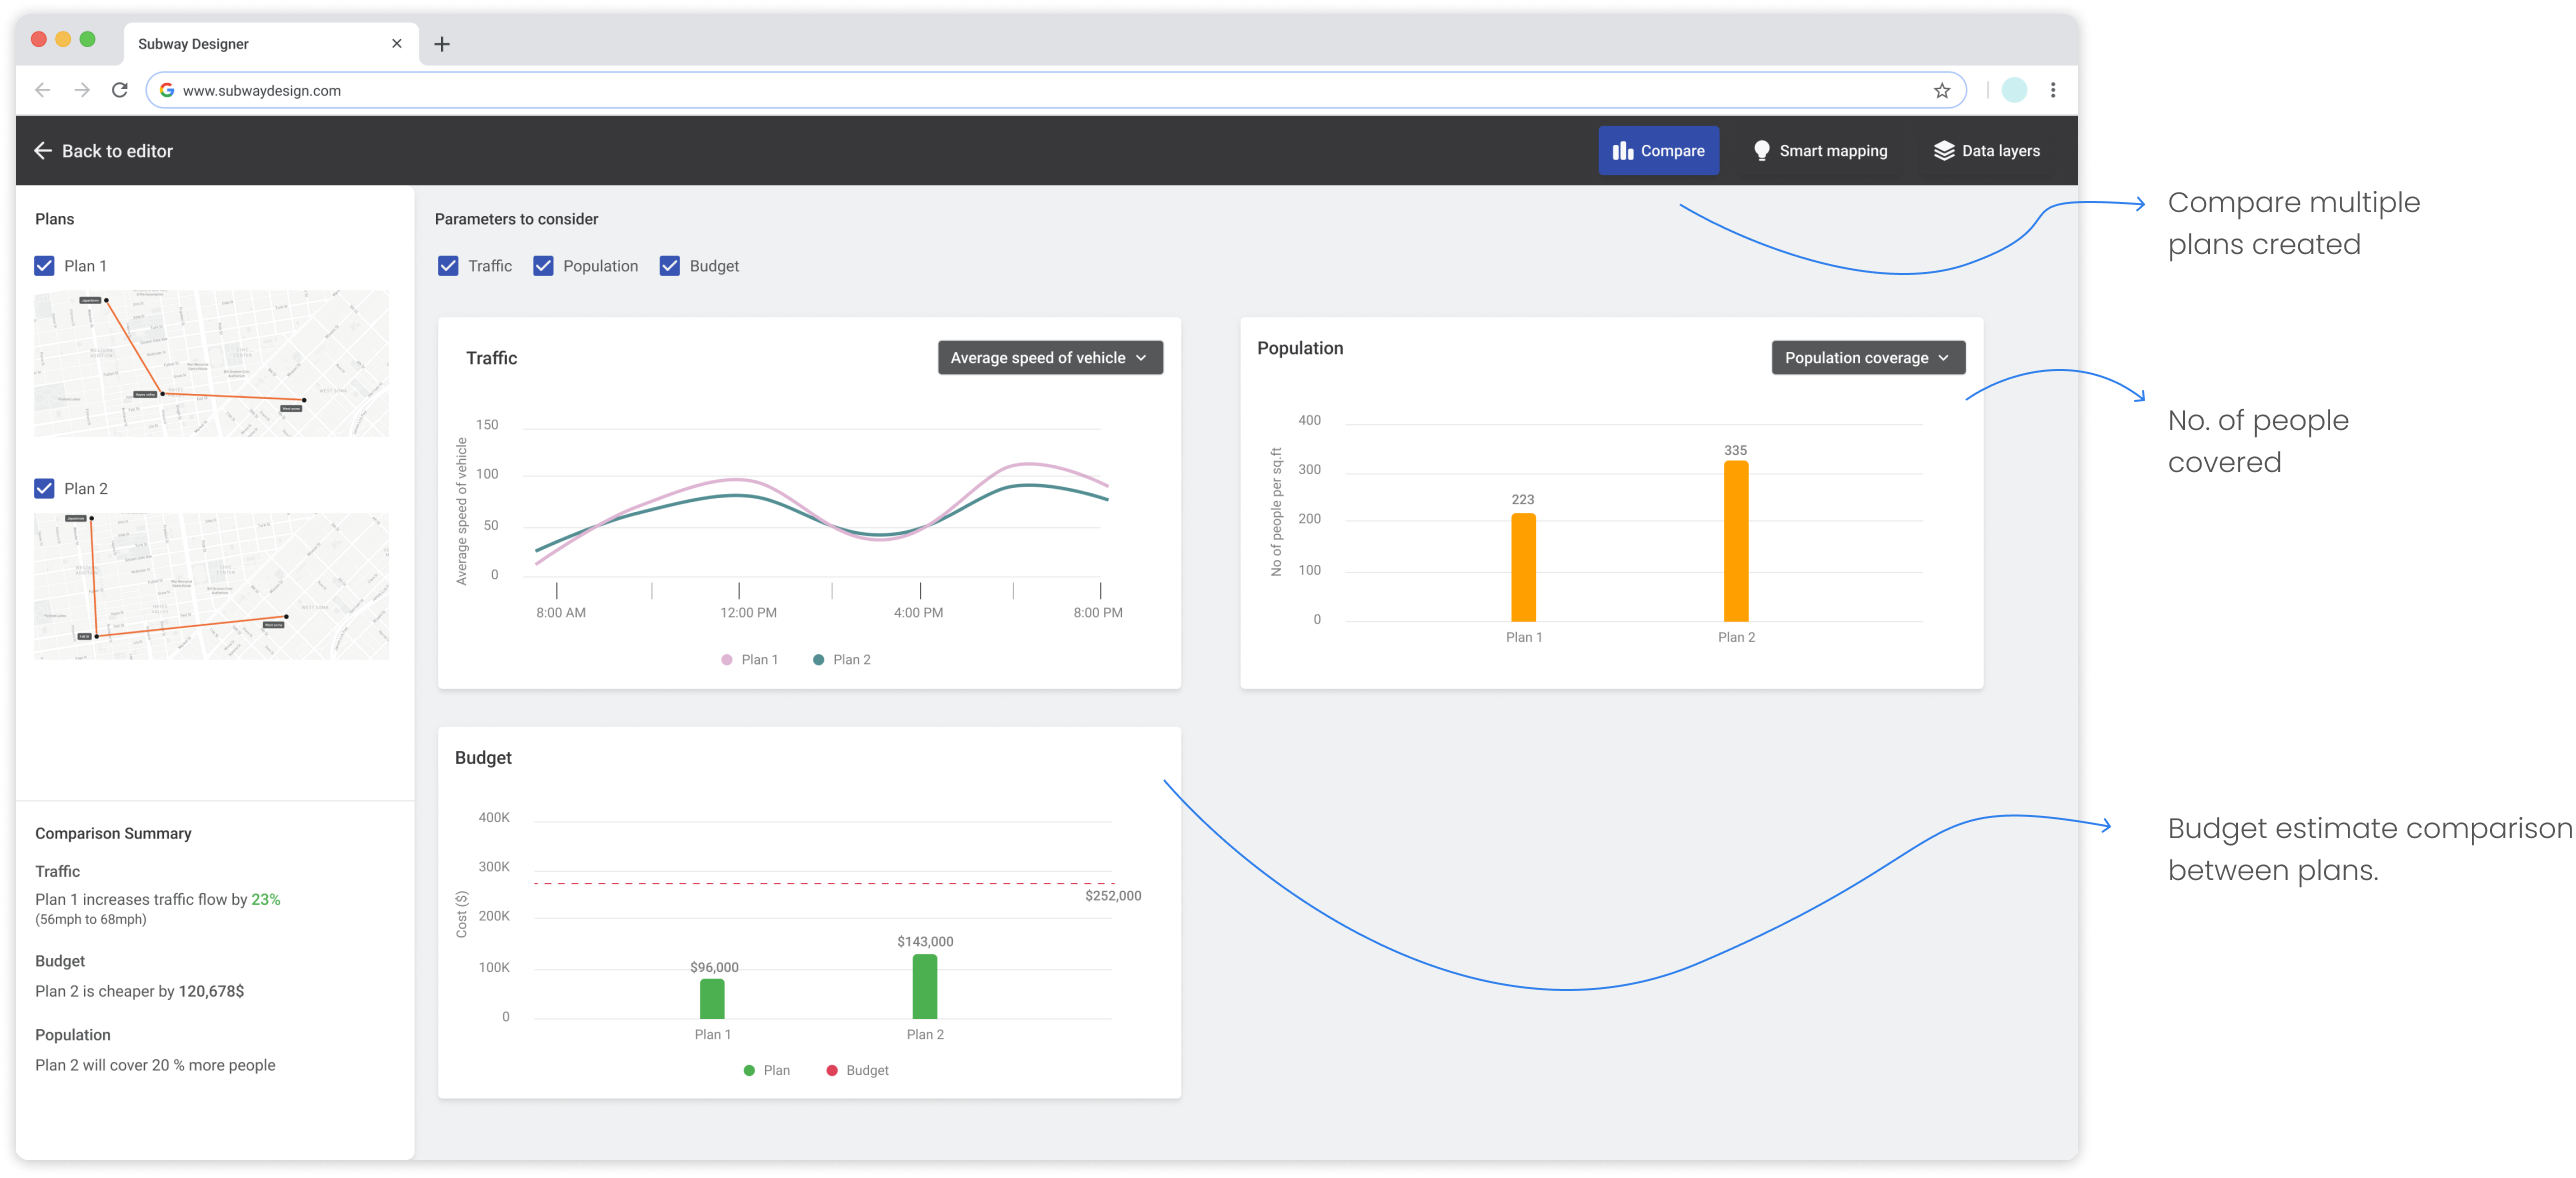 Subway Designer
www.subwaydesign.com
Back to editor
Compare
Smart mapping
Data layers
Plans
Plan 1
Plan 2
Comparison Summary
Traffic
Plan 1 increases traffic flow by 23%
(56mph to 68mph)
Budget
Plan 2 is cheaper by 120,678$
Population
Plan 2 will cover 20 % more people
Parameters to consider
Traffic
Population
Budget
Traffic
Average speed of vehicle
Average speed of vehicle
150
100
50
0
8:00 AM
12:00 PM
4:00 PM
8:00 PM
Plan 1
Plan 2
Population
Population coverage
No of people per sq.ft
400
300
200
100
0
223
335
Plan 1
Plan 2
Budget
Cost ($)
400K
300K
200K
100K
0
$252,000
$96,000
$143,000
Plan 1
Plan 2
Plan
Budget
Compare multiple
plans created
No. of people
covered
Budget estimate comparison
between plans.